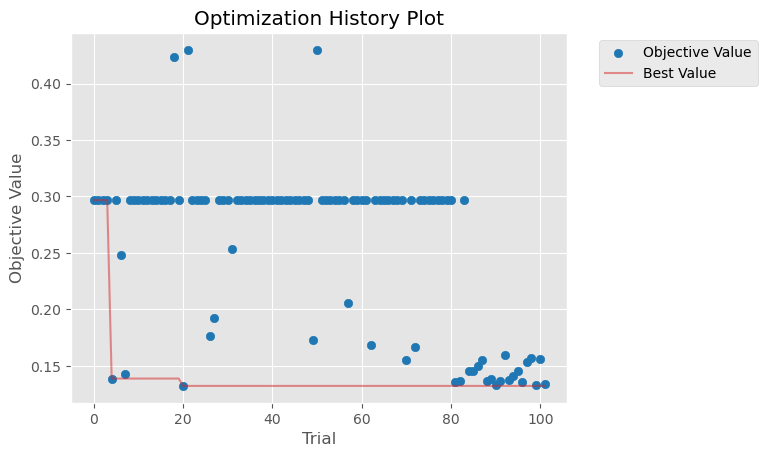 Optimization History Plot
Objective Value
Best Value
Objective Value
0.40
0.35
0.30
0.25
0.20
0.15
0
20
40
60
80
100
Trial